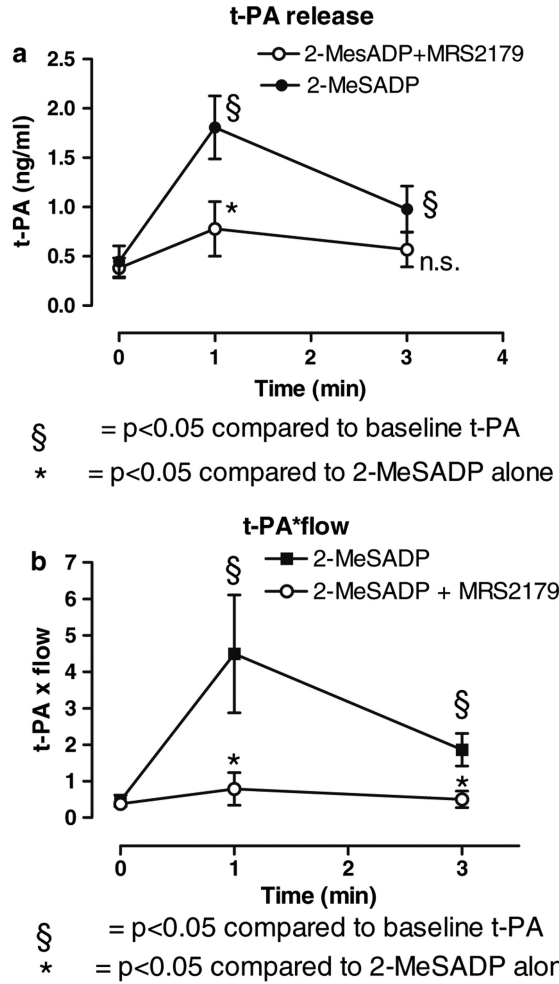 t-PA release
a
2-MesADP+MRS2179
2-MeSADP
t-PA (ng/ml)
2.5
2.0
1.5
1.0
0.5
0.0
§
*
§
n.s.
0 1 2 3 4
Time (min)
§ = p<0.05 compared to baseline t-PA
* = p<0.05 compared to 2-MeSADP alone
t-PA*flow
b
2-MeSADP
2-MeSADP + MRS2179
t-PA x flow
7
6
5
4
3
2
1
0
§
*
§
*
0 1 2 3
Time (min)
§ = p<0.05 compared to baseline t-PA
* = p<0.05 compared to 2-MeSADP alor